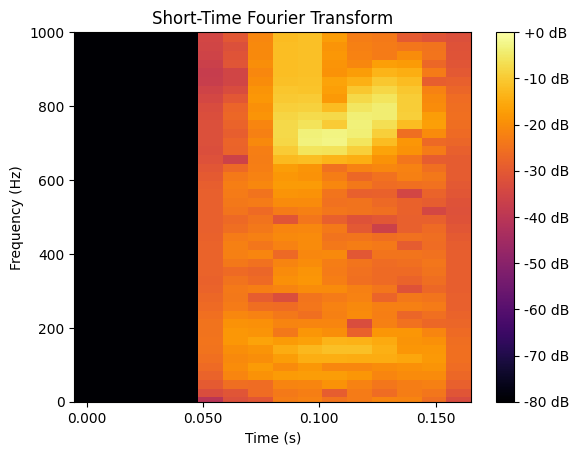 Short-Time Fourier Transform
1000
800
600
400
200
0
Frequency (Hz)
0.000
0.050
0.100
0.150
Time (s)
+0 dB
-10 dB
-20 dB
-30 dB
-40 dB
-50 dB
-60 dB
-70 dB
-80 dB